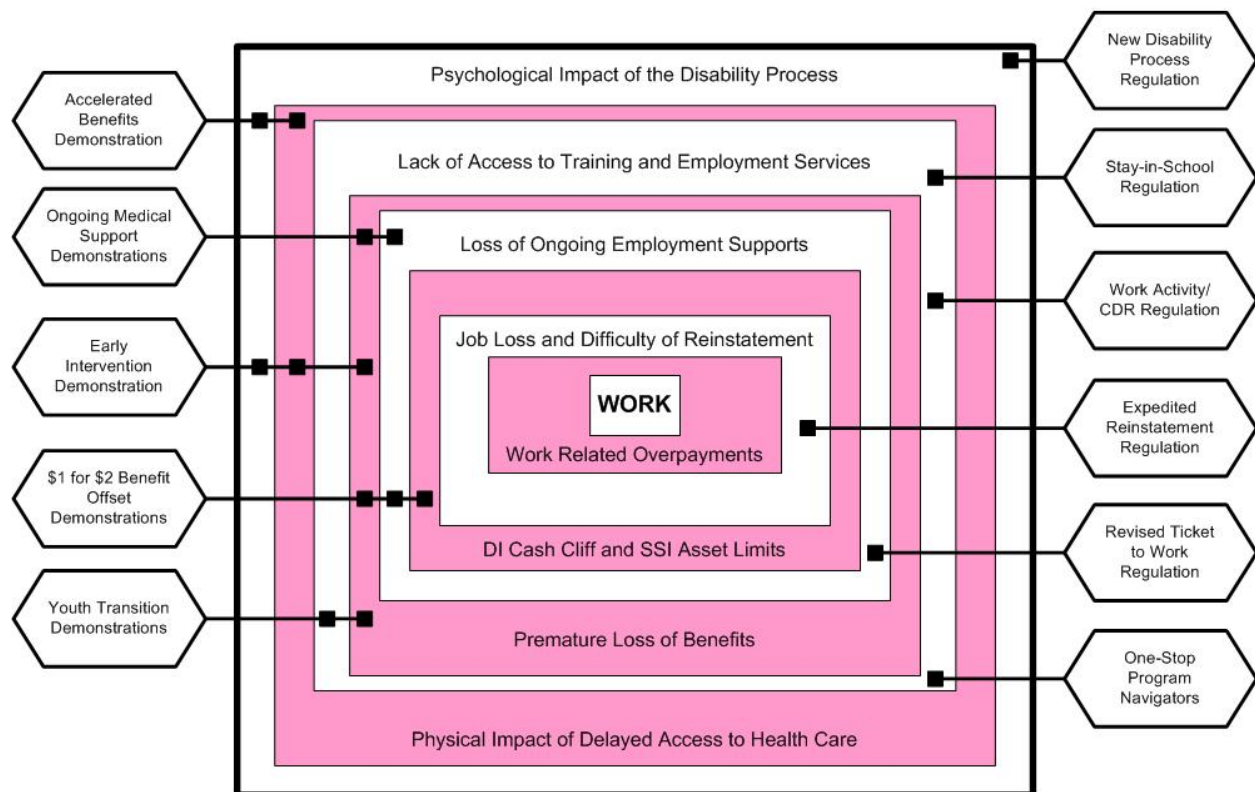 New Disability
Process
Regulation
Psychological Impact of the Disability Process
Accelerated
Benefits
Demonstration
Lack of Access to Training and Employment Services
Stay-in-School
Regulation
Ongoing Medical
Support
Demonstrations
Loss of Ongoing Employment Supports
Work Activity/
CDR Regulation
Job Loss and Difficulty of Reinstatement
Early
Intervention
Demonstration
WORK
Expedited
Reinstatement
Regulation
Work Related Overpayments
$1 for $2 Benefit
Offset
Demonstrations
DI Cash Cliff and SSI Asset Limits
Revised Ticket
to Work
Regulation
Youth Transition
Demonstrations
Premature Loss of Benefits
One-Stop
Program
Navigators
Physical Impact of Delayed Access to Health Care